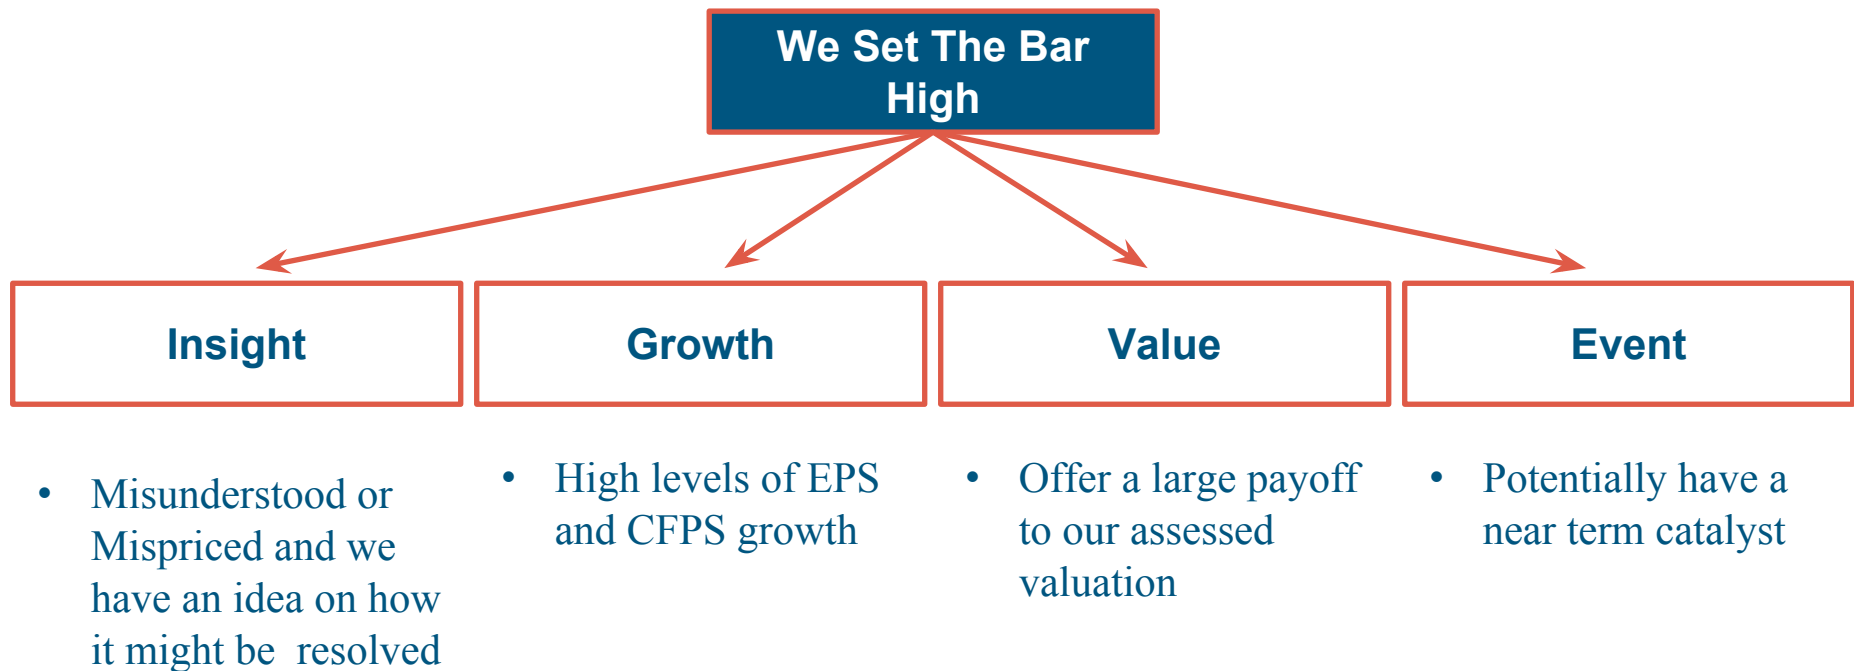 We Set The Bar
High
Insight
Growth
Value
Event
• Misunderstood or
Mispriced and we
have an idea on how
it might be  resolved
• High levels of EPS
and CFPS growth
• Offer a large payoff
to our assessed
valuation
• Potentially have a
near term catalyst